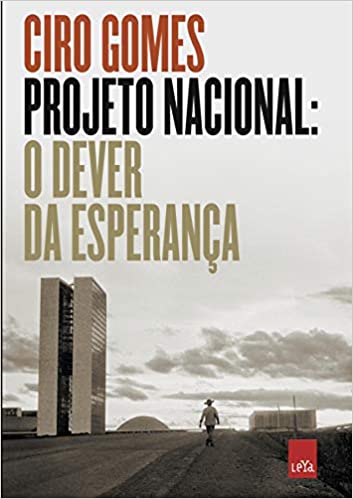 CIRO GOMES
PROJETO NACIONAL:
O DEVER
DA ESPERANÇA
LeYa